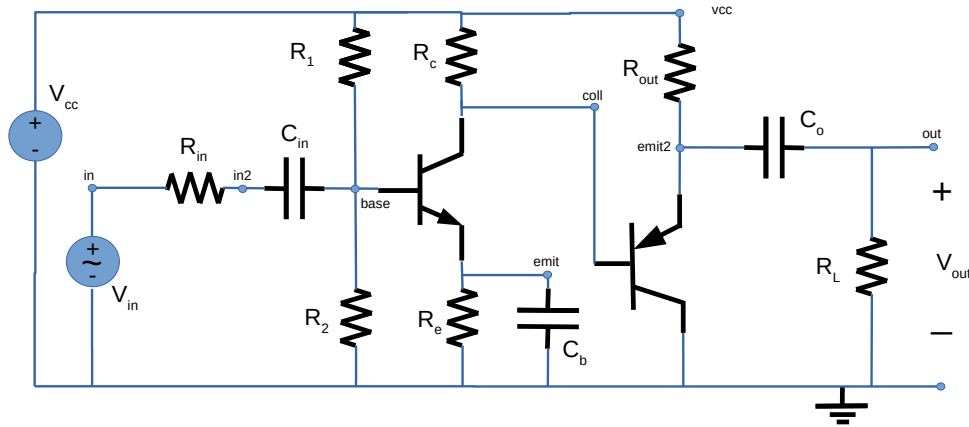 vcc
R1
Rc
Rout
Vcc
+
-
coll
Cin
Co
Rin
emit2
out
in
in2
base
+
+
~
-
Vin
emit
RL
Vout
R2
Re
Cb
—